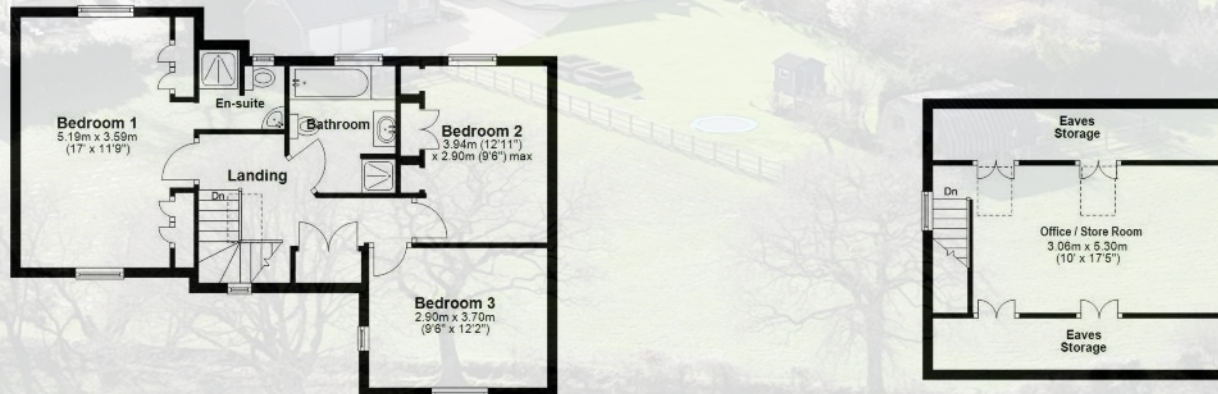 Bedroom 1
5.19m x 3.59m
(17' x 11'9")
En-suite
Bathroom
Bedroom 2
3.94m (12'11")
x 2.90m (9'6") max
Landing
Dn
Bedroom 3
2.90m x 3.70m
(9'6" x 12'2")
Eaves
Storage
Dn
Office / Store Room
3.06m x 5.30m
(10' x 17'5")
Eaves
Storage